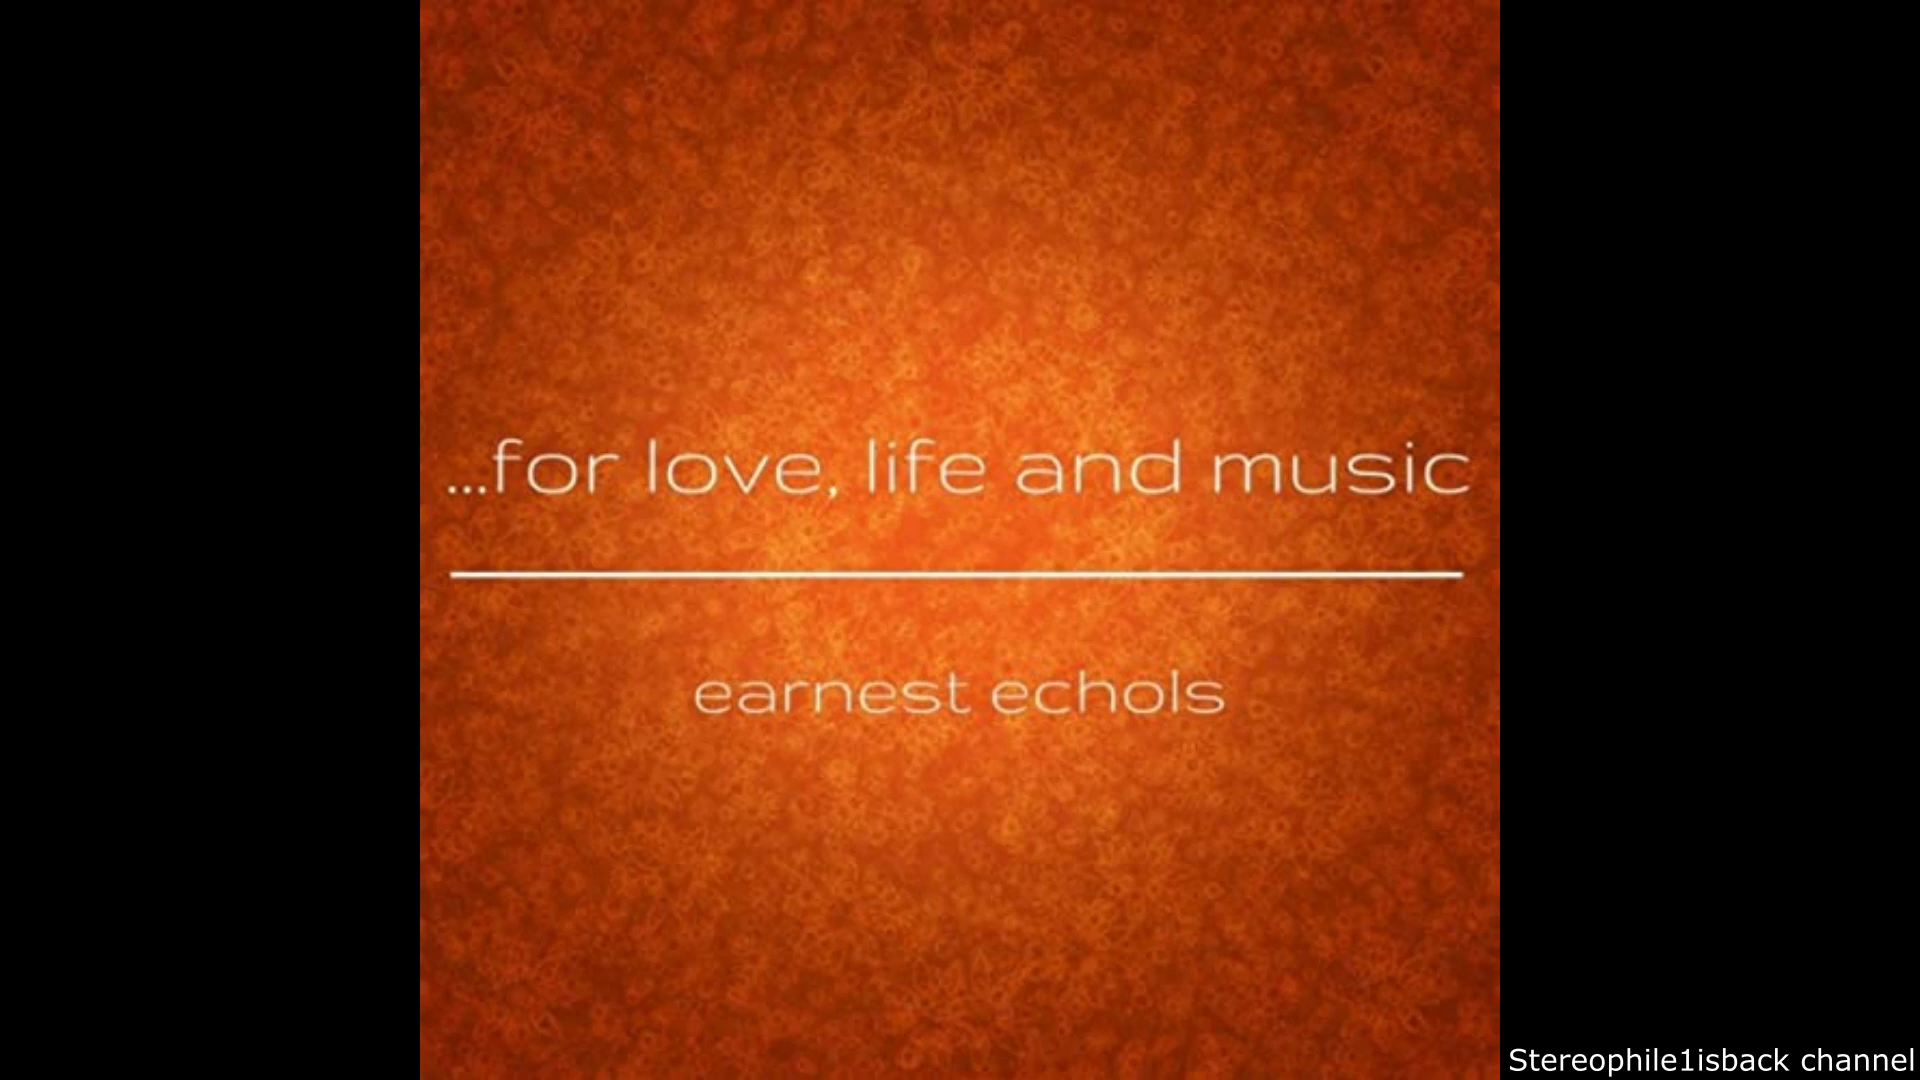 ...for love, life and music
earnest echols
Stereophile1isback channel